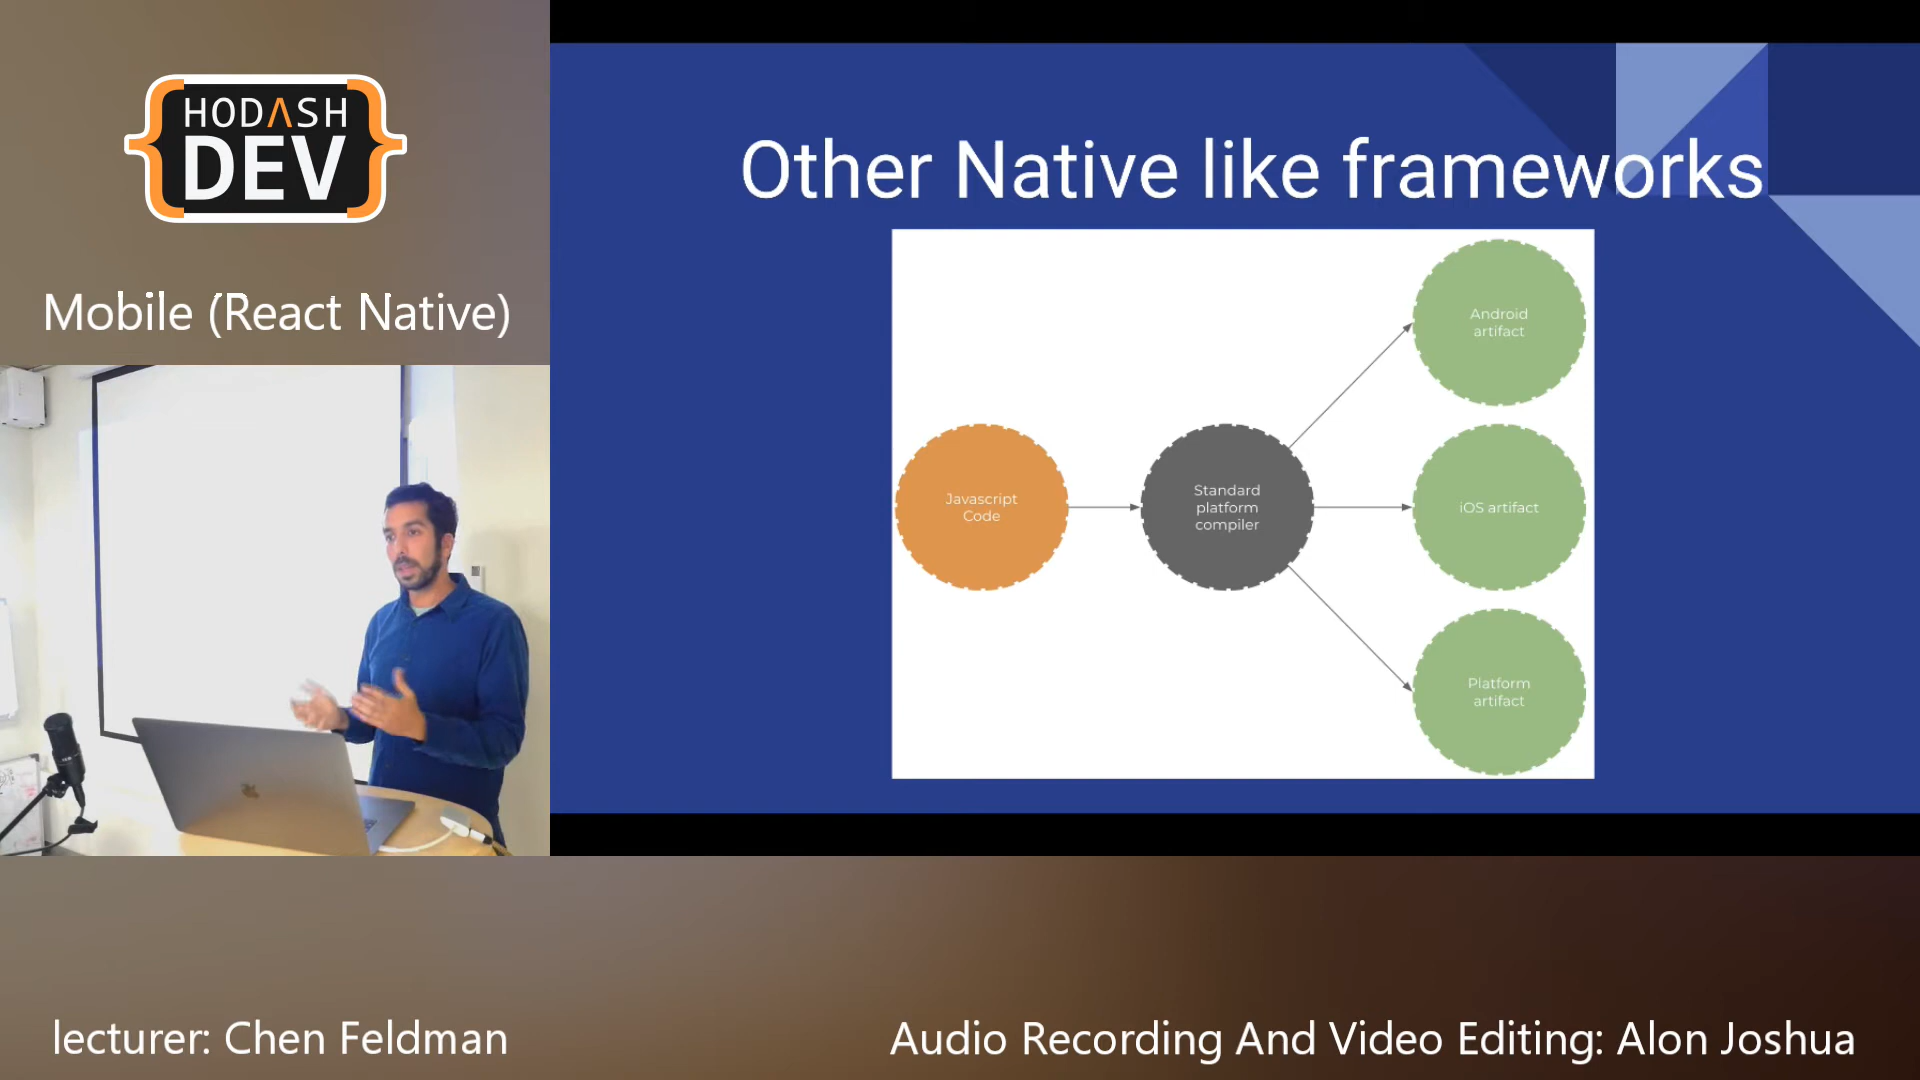 HODASH
DEV
Mobile (React Native)
Other Native like frameworks
Javascript
Code
Standard
platform
compiler
Android
artifact
iOS artifact
Platform
artifact
lecturer: Chen Feldman
Audio Recording And Video Editing: Alon Joshua